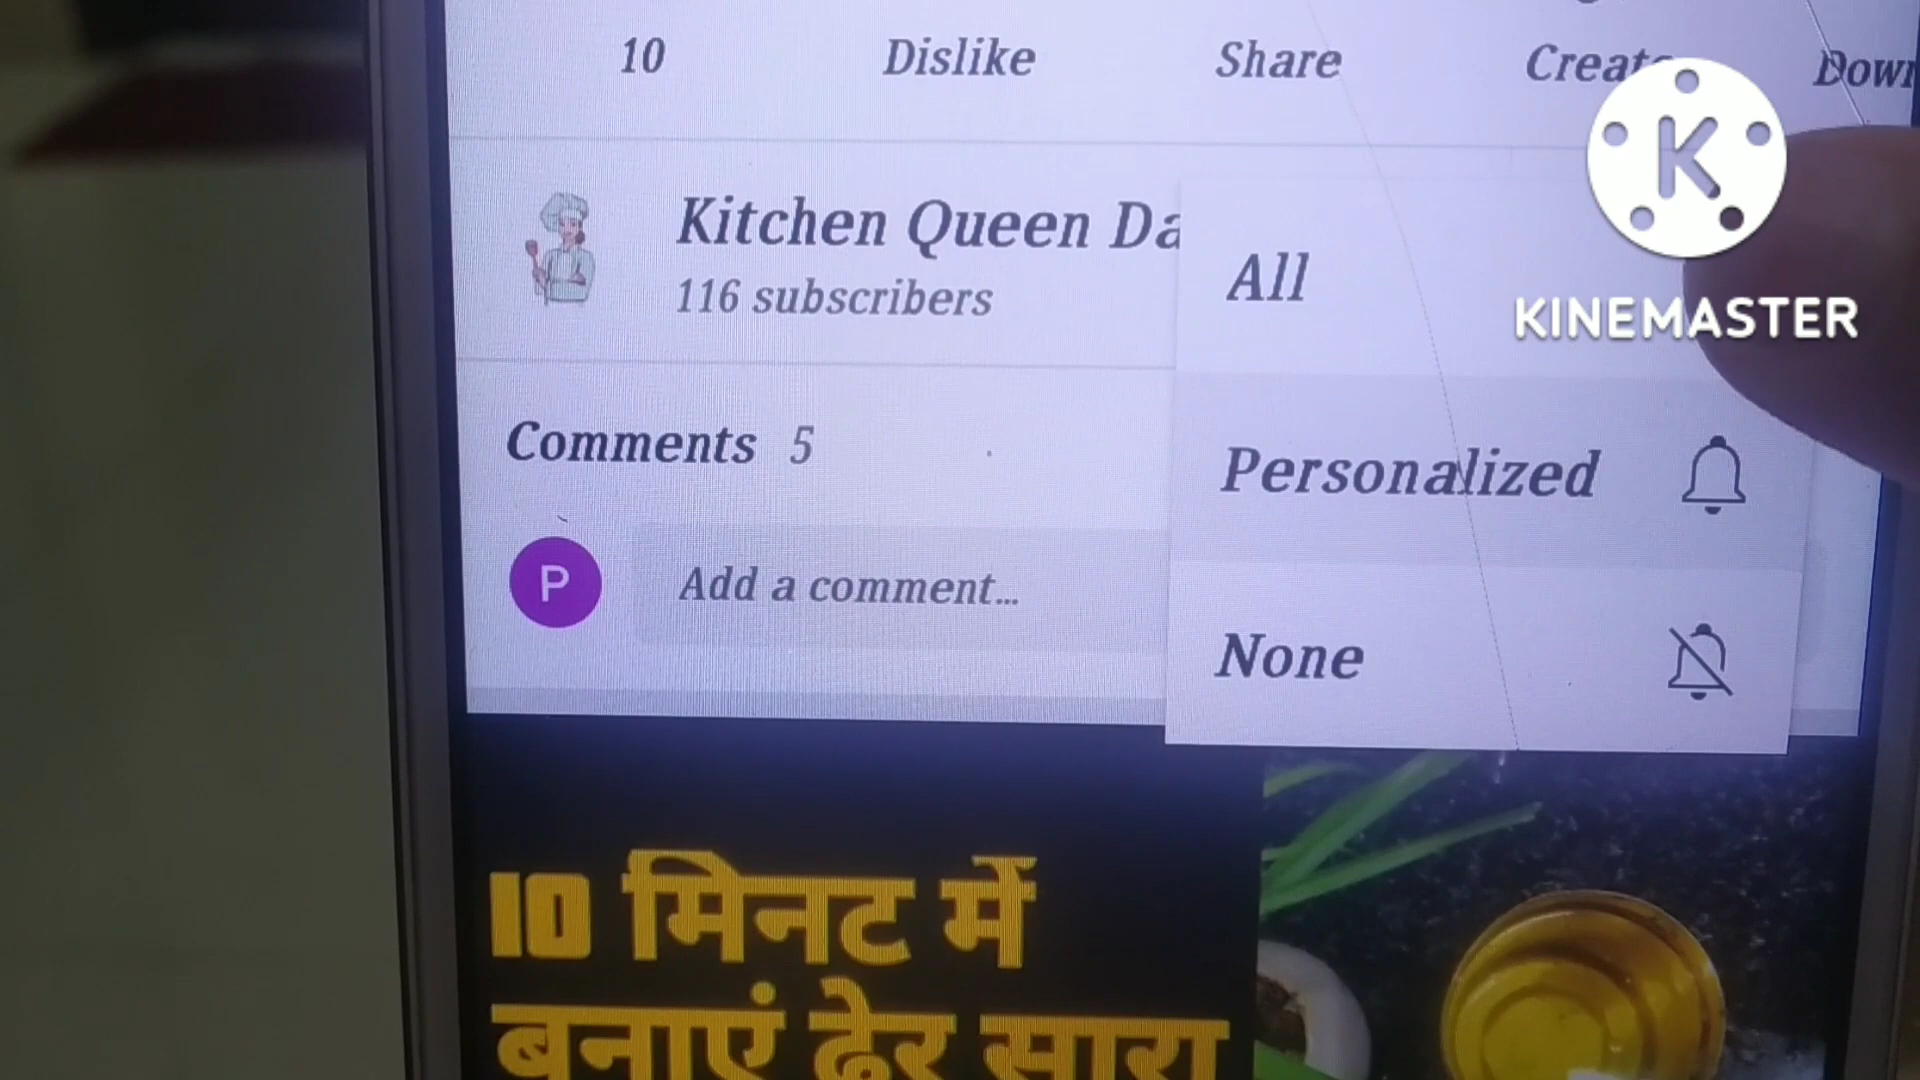 10 Dislike Share Create Down
Kitchen Queen Da
116 subscribers
All
K
KINEMASTER
Comments 5
Personalized
P
Add a comment...
None
10 मिनट में
बनाएं ढेर सारा